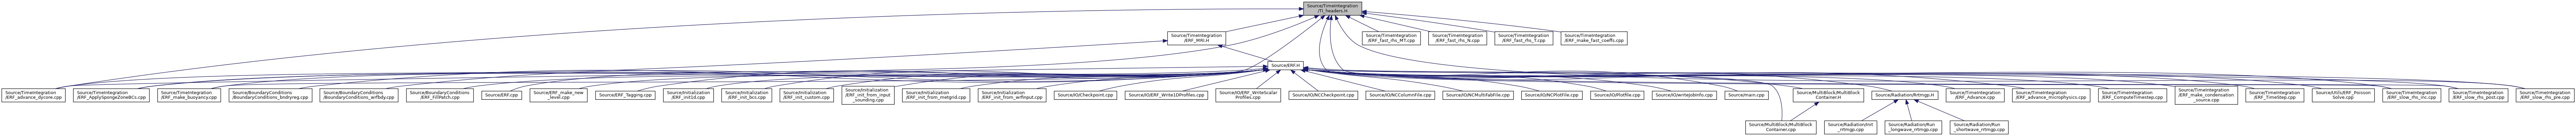 Source/TimeIntegration
/TI_headers.H
Source/TimeIntegration
/ERF_MRI.H
Source/TimeIntegration
/ERF_fast_rhs_MT.cpp
Source/TimeIntegration
/ERF_fast_rhs_N.cpp
Source/TimeIntegration
/ERF_fast_rhs_T.cpp
Source/TimeIntegration
/ERF_make_fast_coeffs.cpp
Source/ERF.H
Source/TimeIntegration
/ERF_advance_dycore.cpp
Source/TimeIntegration
/ERF_ApplySpongeZoneBCs.cpp
Source/TimeIntegration
/ERF_make_buoyancy.cpp
Source/BoundaryConditions
/BoundaryConditions_bndryreg.cpp
Source/BoundaryConditions
/BoundaryConditions_wrfbdy.cpp
Source/BoundaryConditions
/ERF_FillPatch.cpp
Source/ERF.cpp
Source/ERF_make_new
_level.cpp
Source/ERF_Tagging.cpp
Source/Initialization
/ERF_init1d.cpp
Source/Initialization
/ERF_init_bcs.cpp
Source/Initialization
/ERF_init_custom.cpp
Source/Initialization
/ERF_init_from_input
_sounding.cpp
Source/Initialization
/ERF_init_from_metgrid.cpp
Source/Initialization
/ERF_init_from_wrfinput.cpp
Source/IO/Checkpoint.cpp
Source/IO/ERF_Write1DProfiles.cpp
Source/IO/ERF_WriteScalar
Profiles.cpp
Source/IO/NCCheckpoint.cpp
Source/IO/NCColumnFile.cpp
Source/IO/NCMultiFabFile.cpp
Source/IO/NCPlotFile.cpp
Source/IO/Plotfile.cpp
Source/IO/writeJobInfo.cpp
Source/main.cpp
Source/MultiBlock/MultiBlock
Container.H
Source/Radiation/Rrtmgp.H
Source/TimeIntegration
/ERF_Advance.cpp
Source/TimeIntegration
/ERF_advance_microphysics.cpp
Source/TimeIntegration
/ERF_ComputeTimestep.cpp
Source/TimeIntegration
/ERF_make_condensation
_source.cpp
Source/TimeIntegration
/ERF_TimeStep.cpp
Source/Utils/ERF_Poisson
Solve.cpp
Source/TimeIntegration
/ERF_slow_rhs_inc.cpp
Source/TimeIntegration
/ERF_slow_rhs_post.cpp
Source/TimeIntegration
/ERF_slow_rhs_pre.cpp
Source/MultiBlock/MultiBlock
Container.cpp
Source/Radiation/Init
_rrtmgp.cpp
Source/Radiation/Run
_longwave_rrtmgp.cpp
Source/Radiation/Run
_shortwave_rrtmgp.cpp